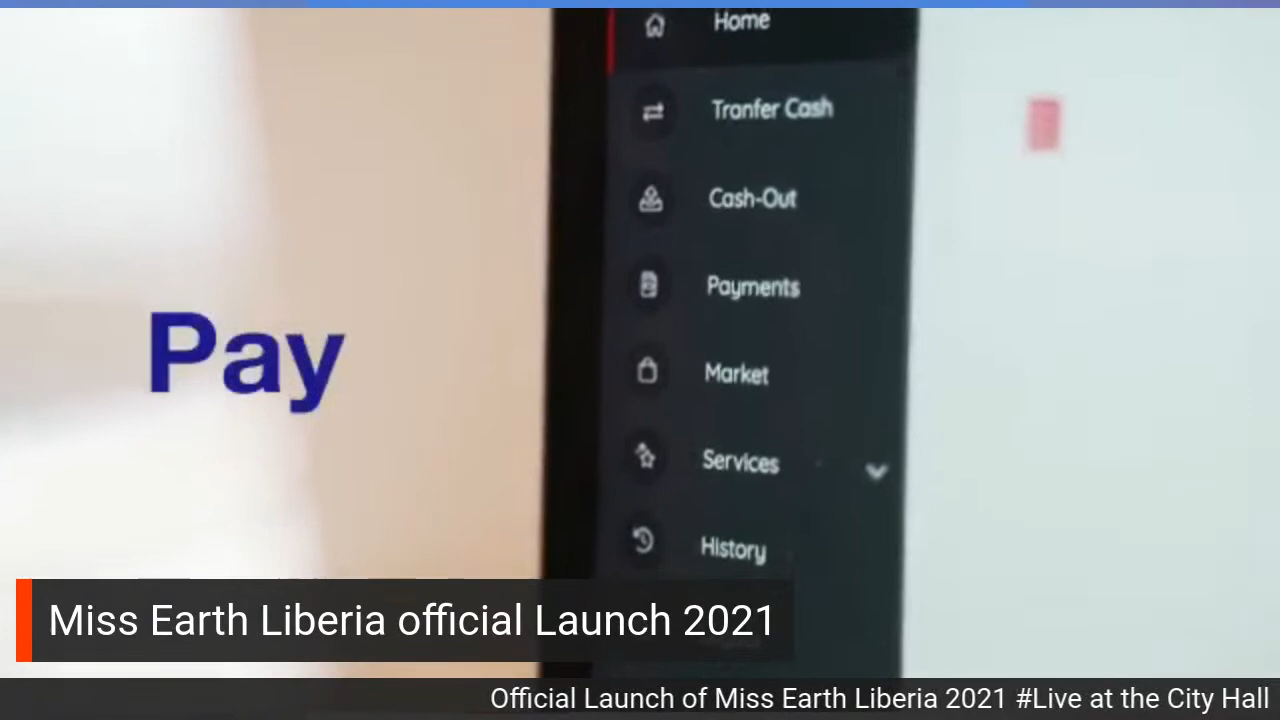 Home
Tranfer Cash
Cash-Out
Payments
Market
Services
History
Pay
Miss Earth Liberia official Launch 2021
Official Launch of Miss Earth Liberia 2021 #Live at the City Hall